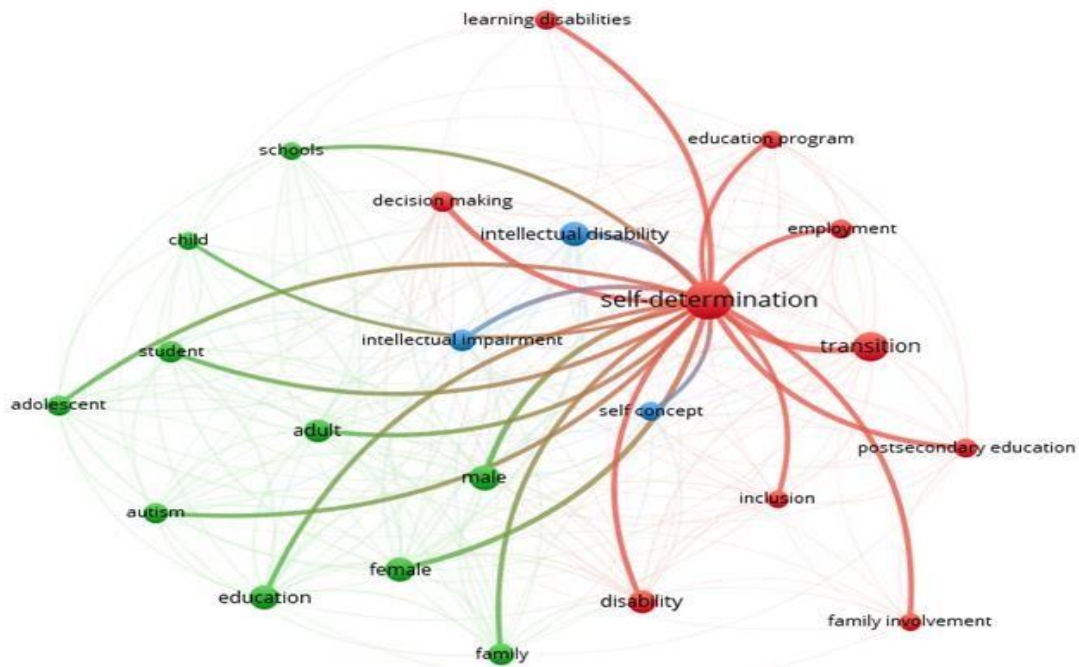 learning disabilities
education program
schools
decision making
employment
intellectual disability
child
self-determination
intellectual impairment
transition
student
adolescent
self concept
adult
postsecondary education
male
inclusion
autism
female
education
disability
family involvement
family